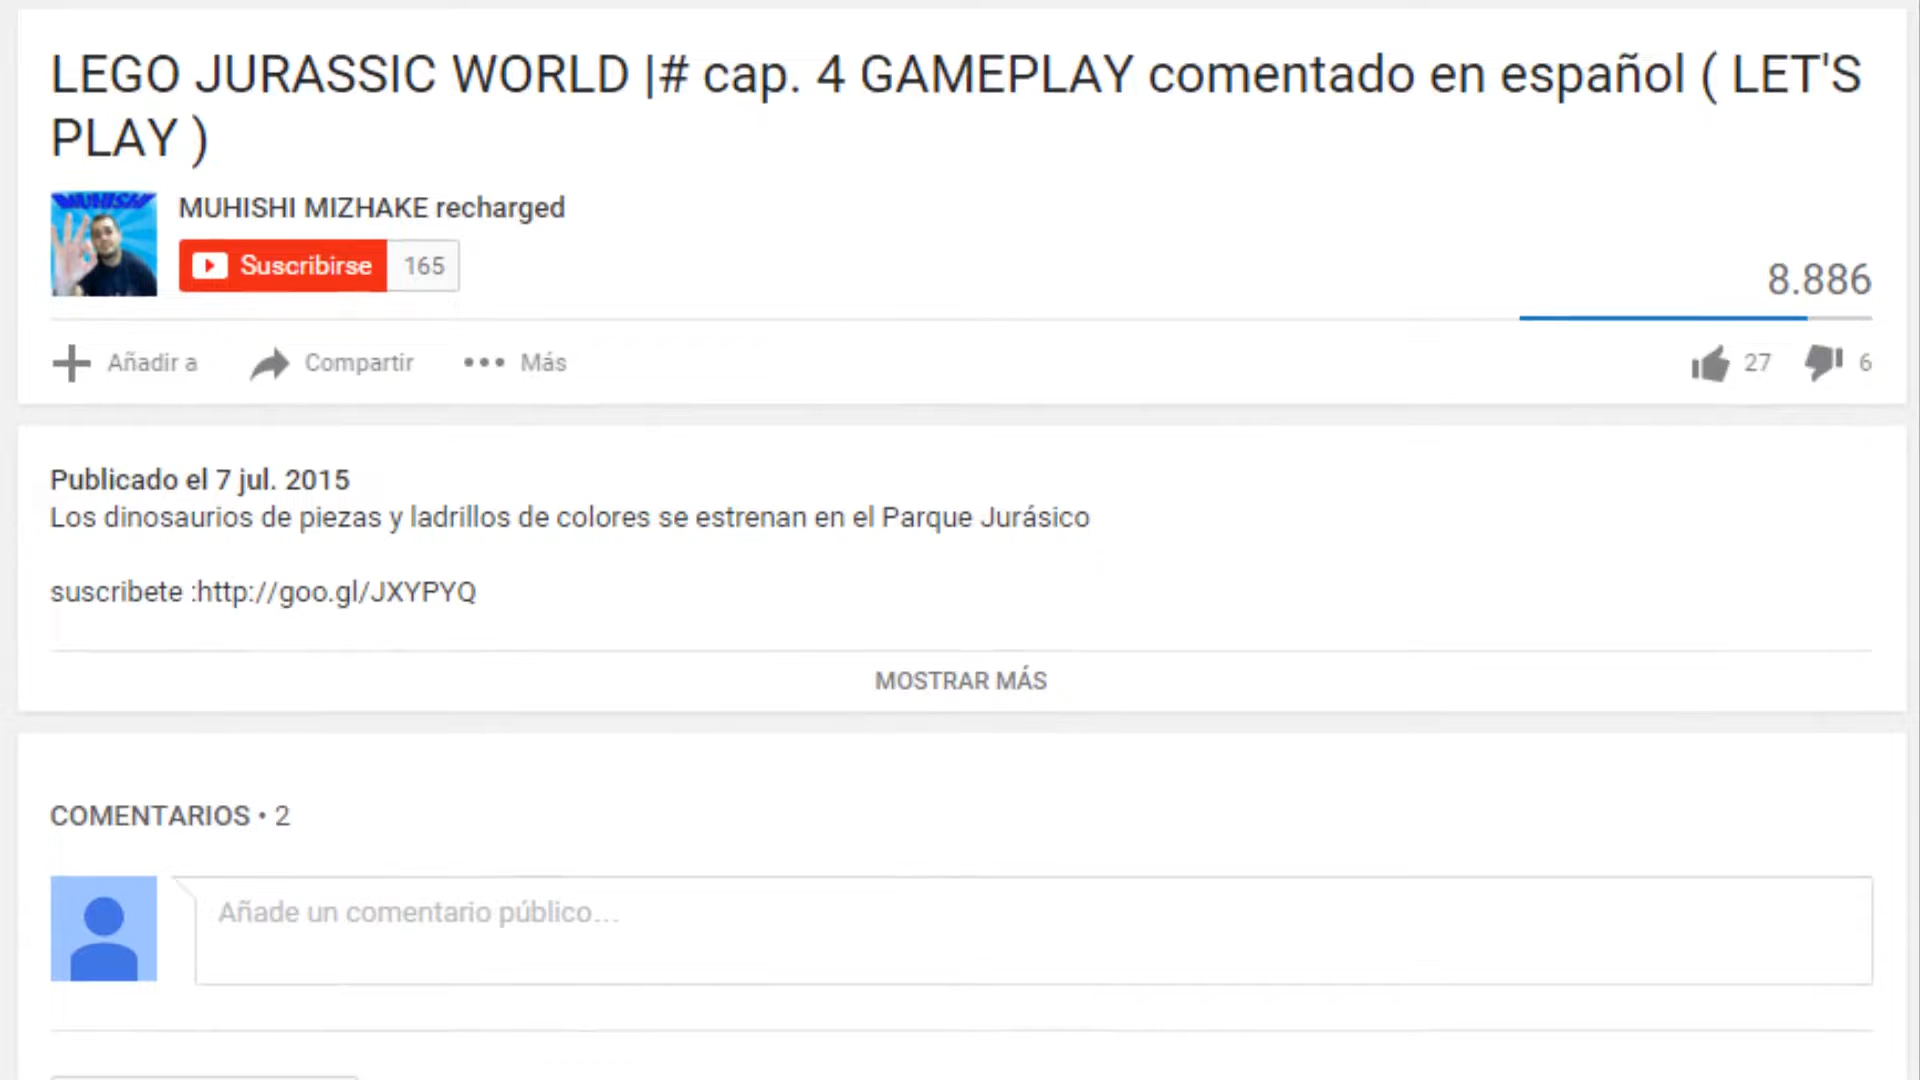 LEGO JURASSIC WORLD |# cap. 4 GAMEPLAY comentado en español ( LET'S
PLAY )
MUHISHI
MUHISHI MIZHAKE recharged
Suscribirse 165
8.886
Añadir a Compartir Más 27 6
Publicado el 7 jul. 2015
Los dinosaurios de piezas y ladrillos de colores se estrenan en el Parque Jurásico
suscribete :http://goo.gl/JXYPYQ
MOSTRAR MÁS
COMENTARIOS • 2
Añade un comentario público...